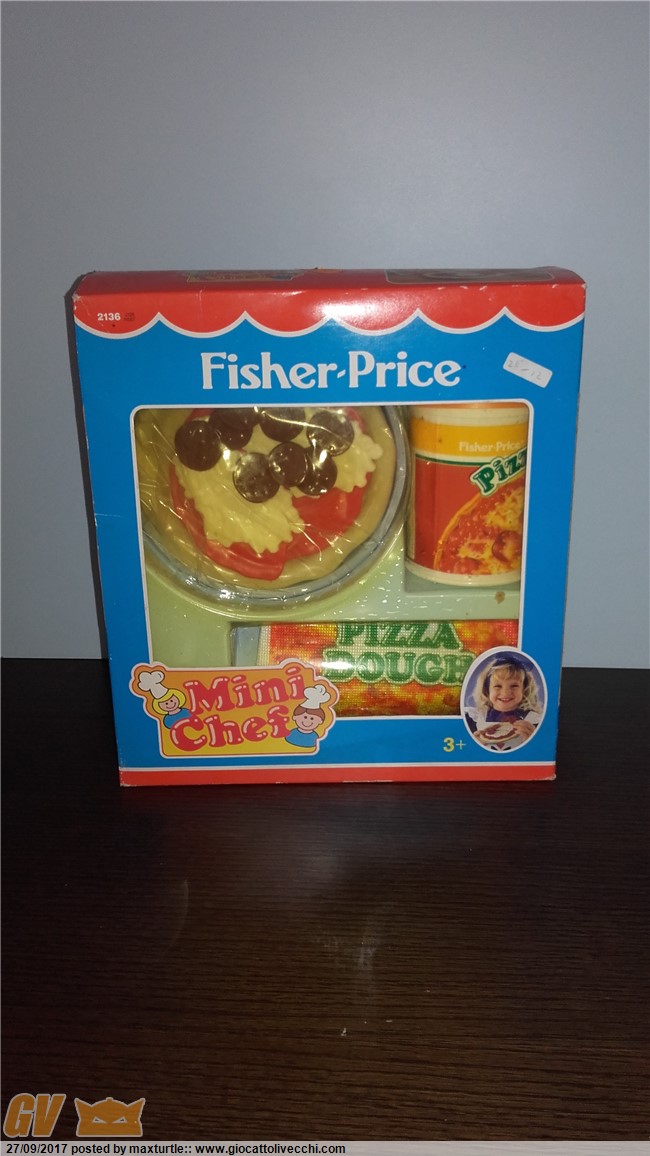 2136
Fisher-Price
Fisher-Price
PIZZA
DOUGH
Mini
Chef
3+
GV
27/09/2017 posted by maxturtle:: www.giocattolivecchi.com